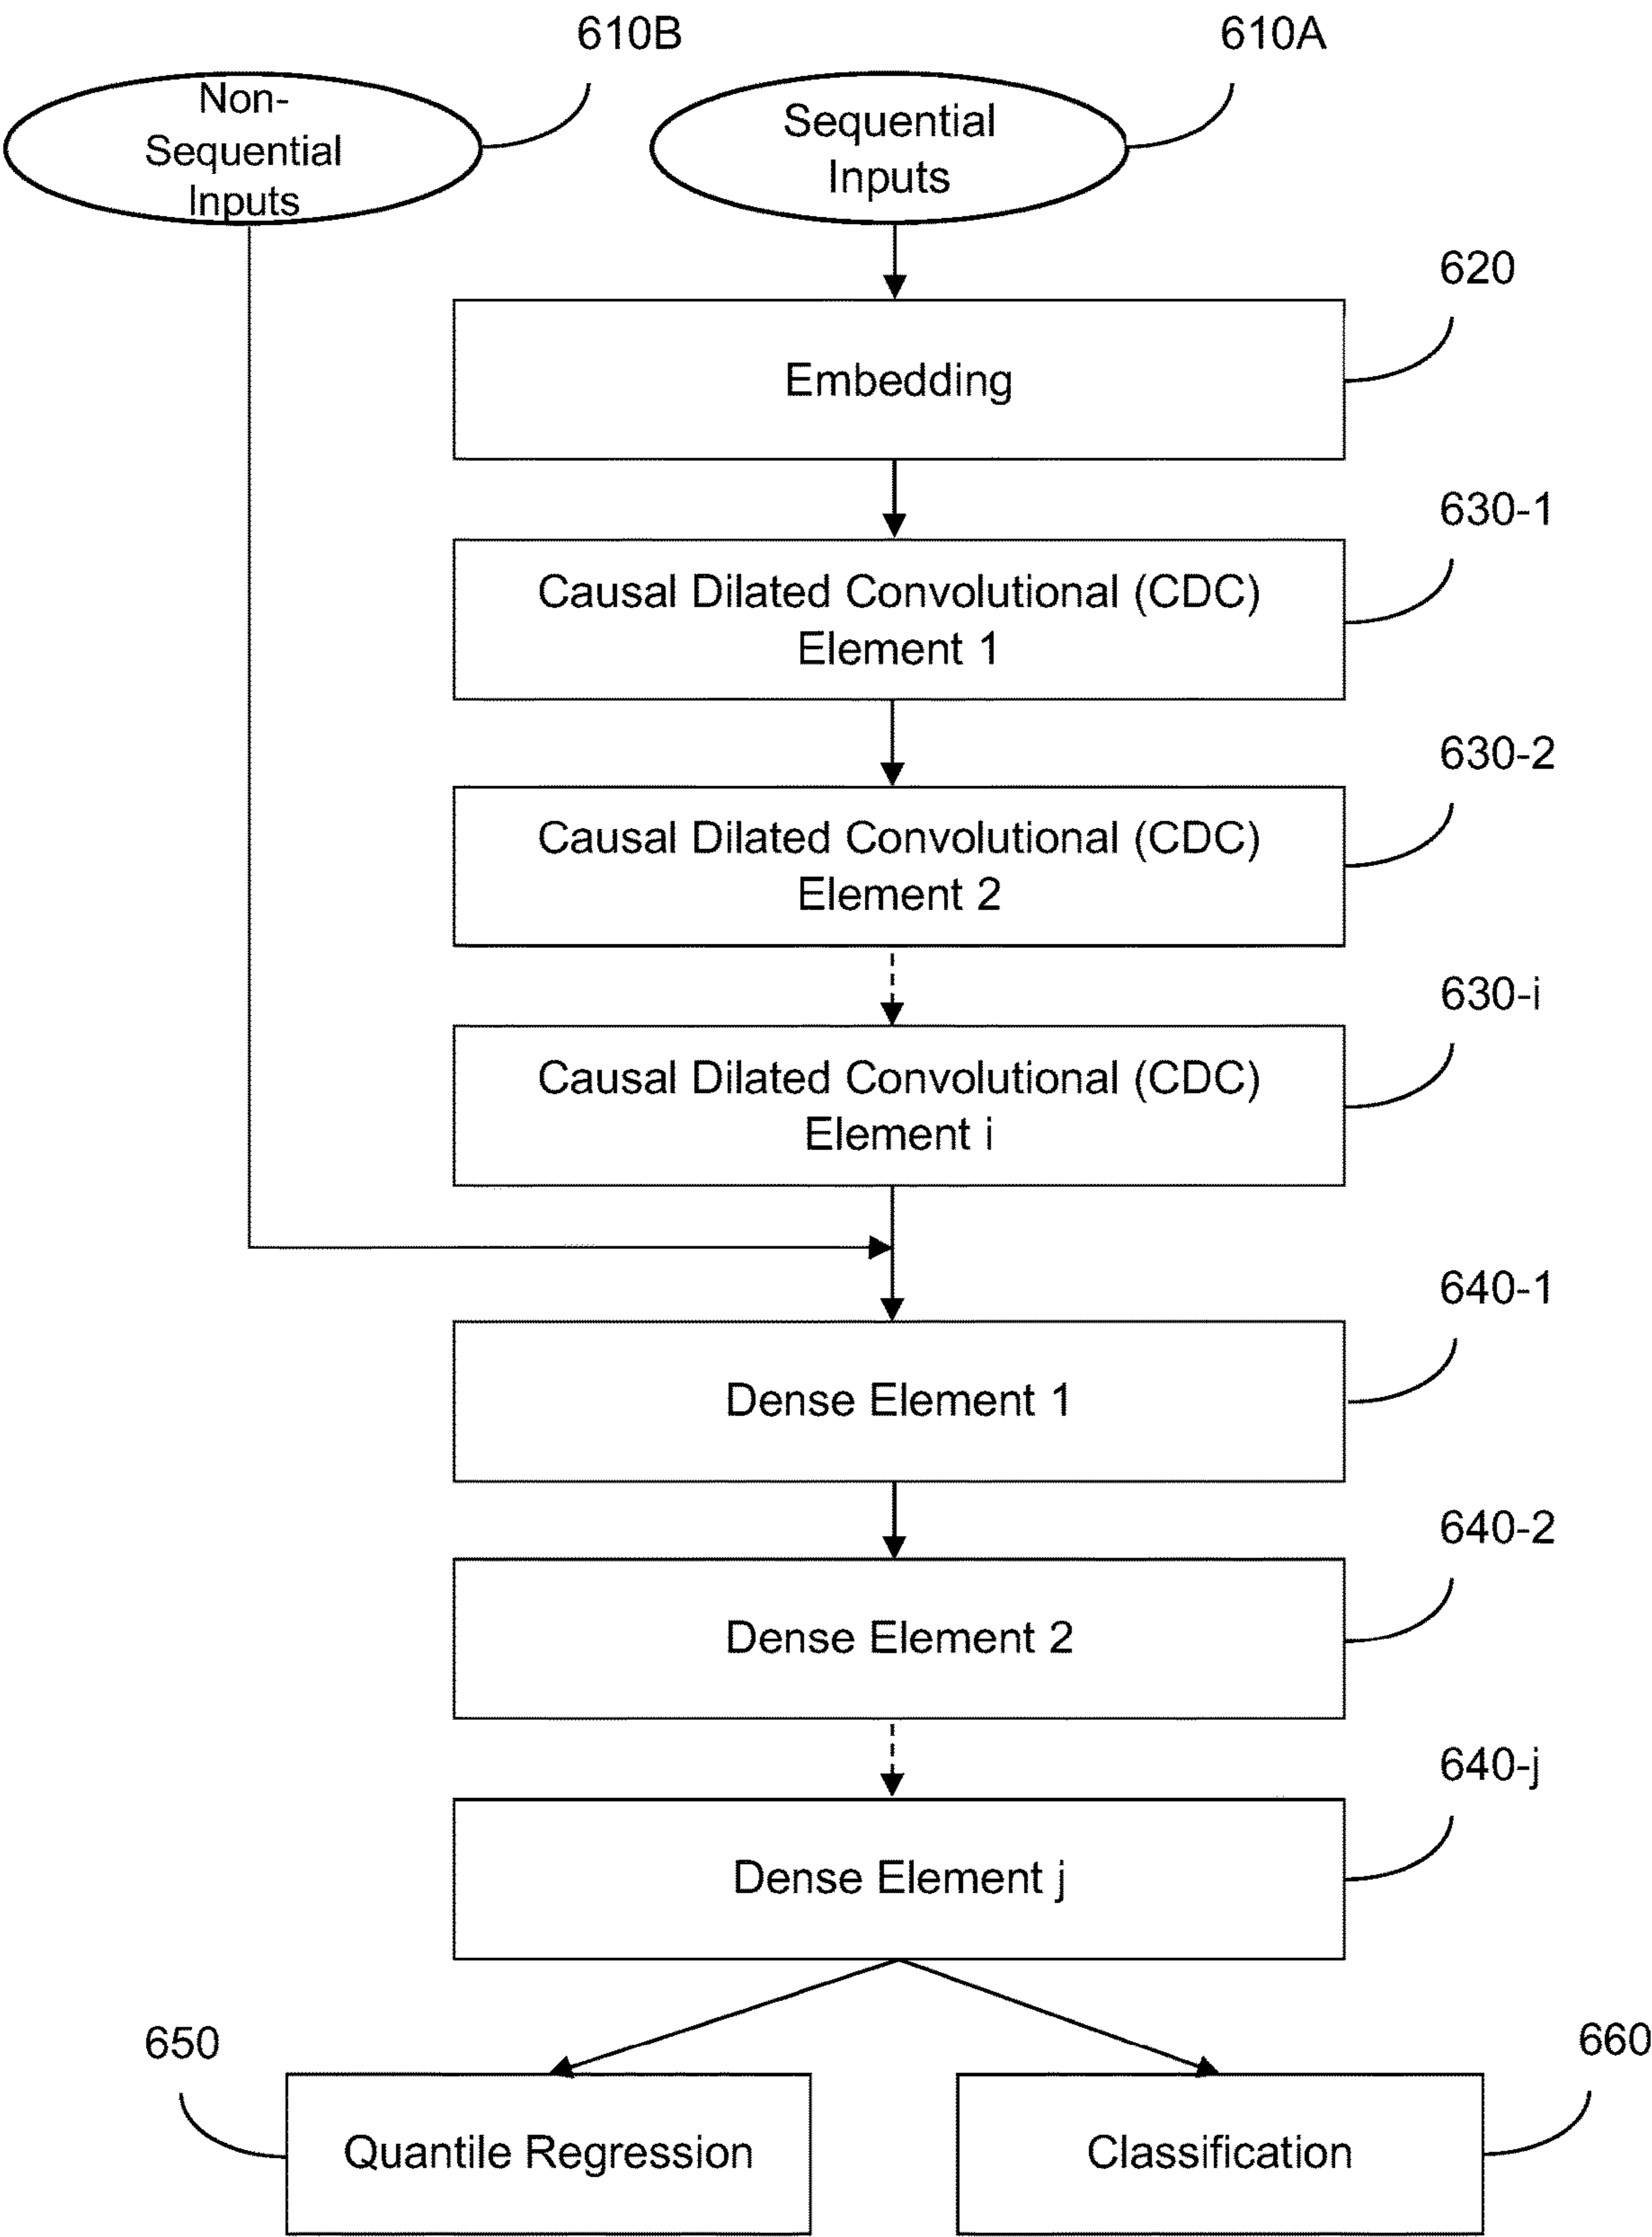 610B
610A
Non-
Sequential
Inputs
Sequential
Inputs
620
Embedding
630-1
Causal Dilated Convolutional (CDC)
Element 1
630-2
Causal Dilated Convolutional (CDC)
Element 2
630-i
Causal Dilated Convolutional (CDC)
Element i
640-1
Dense Element 1
640-2
Dense Element 2
640-j
Dense Element j
650
660
Quantile Regression
Classification